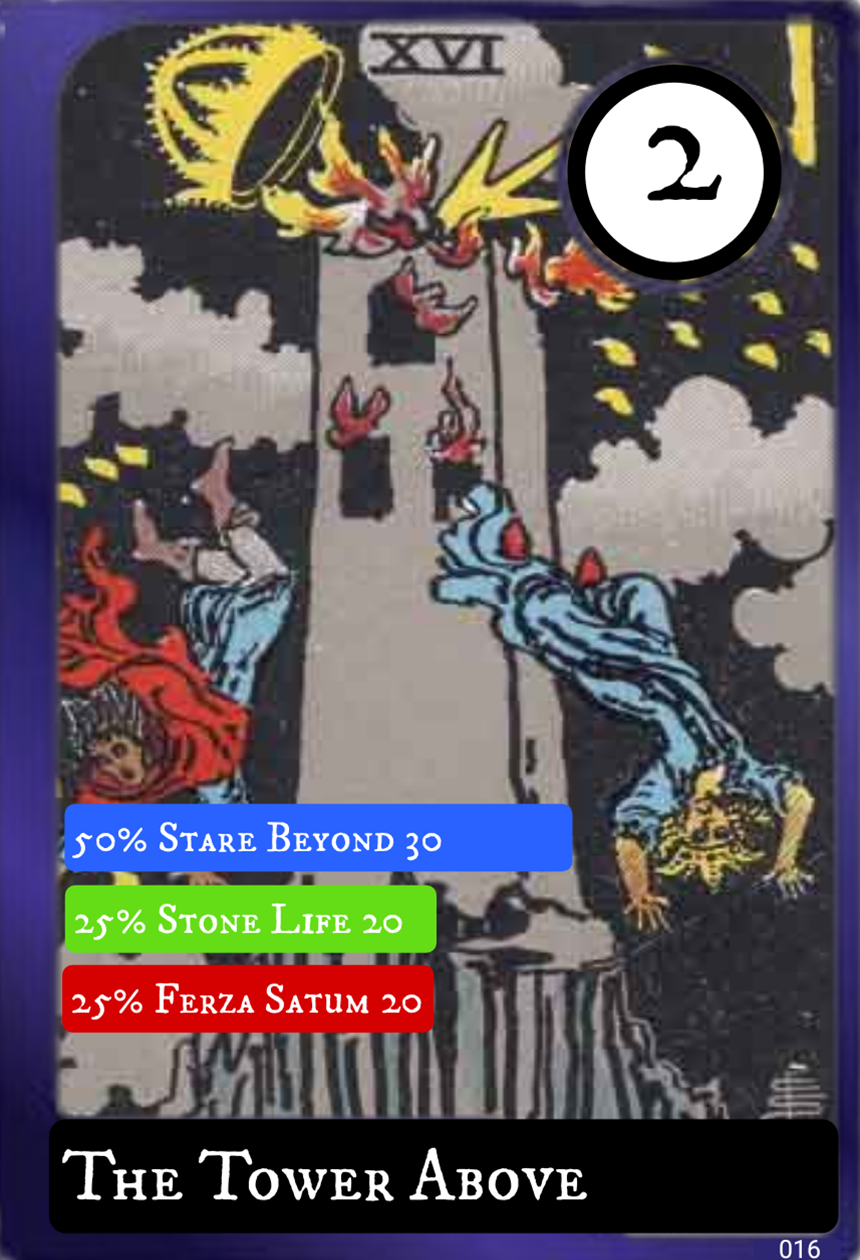 XVI
2
50% Stare Beyond 30
25% Stone Life 20
25% Ferza Satum 20
The Tower Above
016